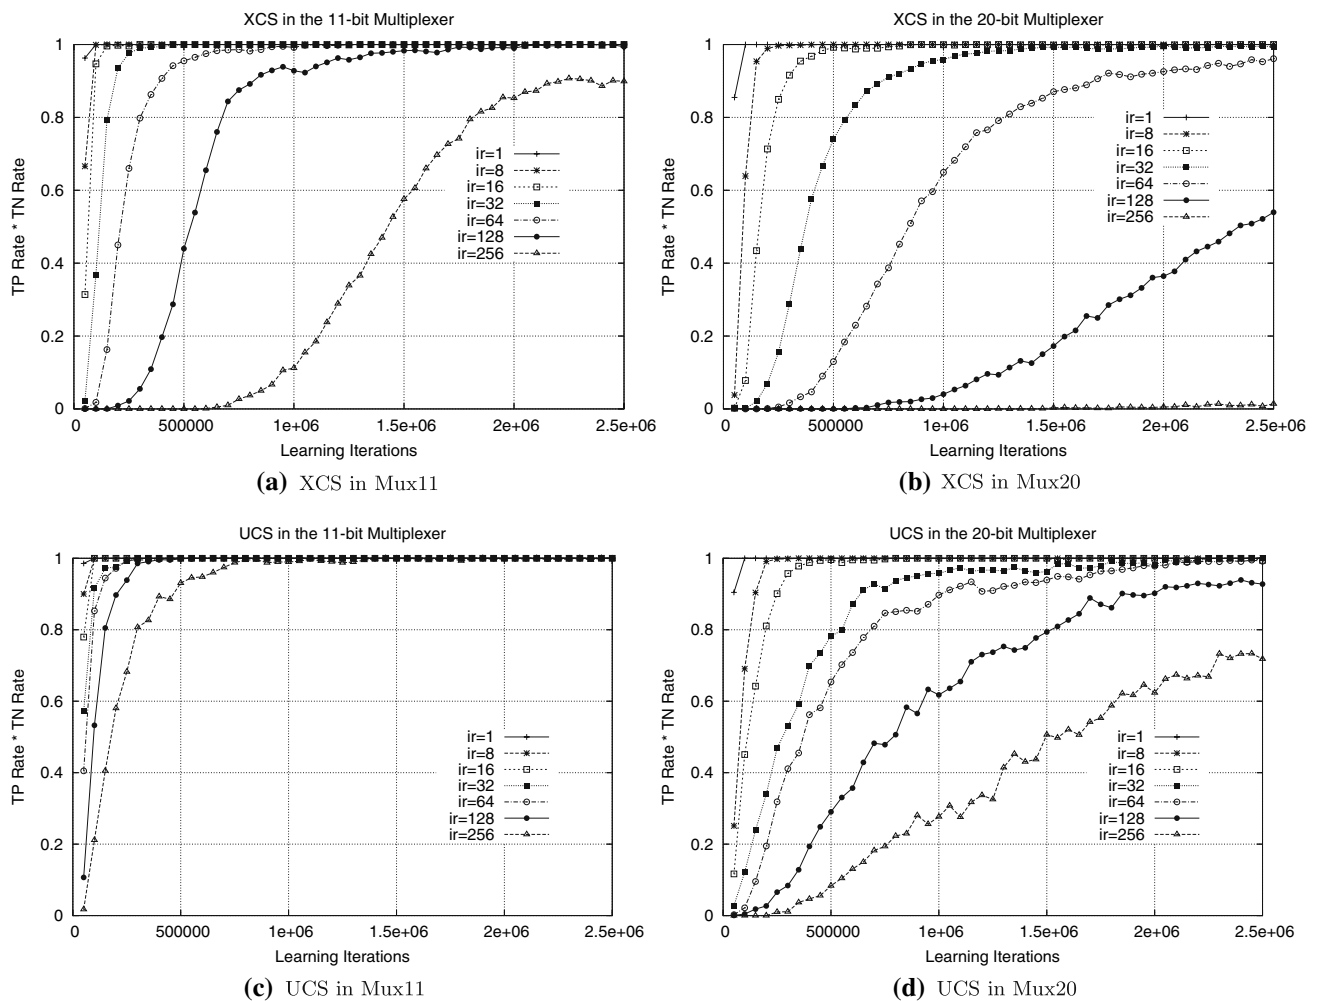 XCS in the 11-bit Multiplexer
TP Rate * TN Rate
1
0.8
0.6
0.4
0.2
0
ir=1
ir=8
ir=16
ir=32
ir=64
ir=128
ir=256
0 500000 1e+06 1.5e+06 2e+06 2.5e+06
Learning Iterations
(a) XCS in Mux11
XCS in the 20-bit Multiplexer
TP Rate * TN Rate
1
0.8
0.6
0.4
0.2
0
ir=1
ir=8
ir=16
ir=32
ir=64
ir=128
ir=256
0 500000 1e+06 1.5e+06 2e+06 2.5e+06
Learning Iterations
(b) XCS in Mux20
UCS in the 11-bit Multiplexer
TP Rate * TN Rate
1
0.8
0.6
0.4
0.2
0
ir=1
ir=8
ir=16
ir=32
ir=64
ir=128
ir=256
0 500000 1e+06 1.5e+06 2e+06 2.5e+06
Learning Iterations
(c) UCS in Mux11
UCS in the 20-bit Multiplexer
TP Rate * TN Rate
1
0.8
0.6
0.4
0.2
0
ir=1
ir=8
ir=16
ir=32
ir=64
ir=128
ir=256
0 500000 1e+06 1.5e+06 2e+06 2.5e+06
Learning Iterations
(d) UCS in Mux20